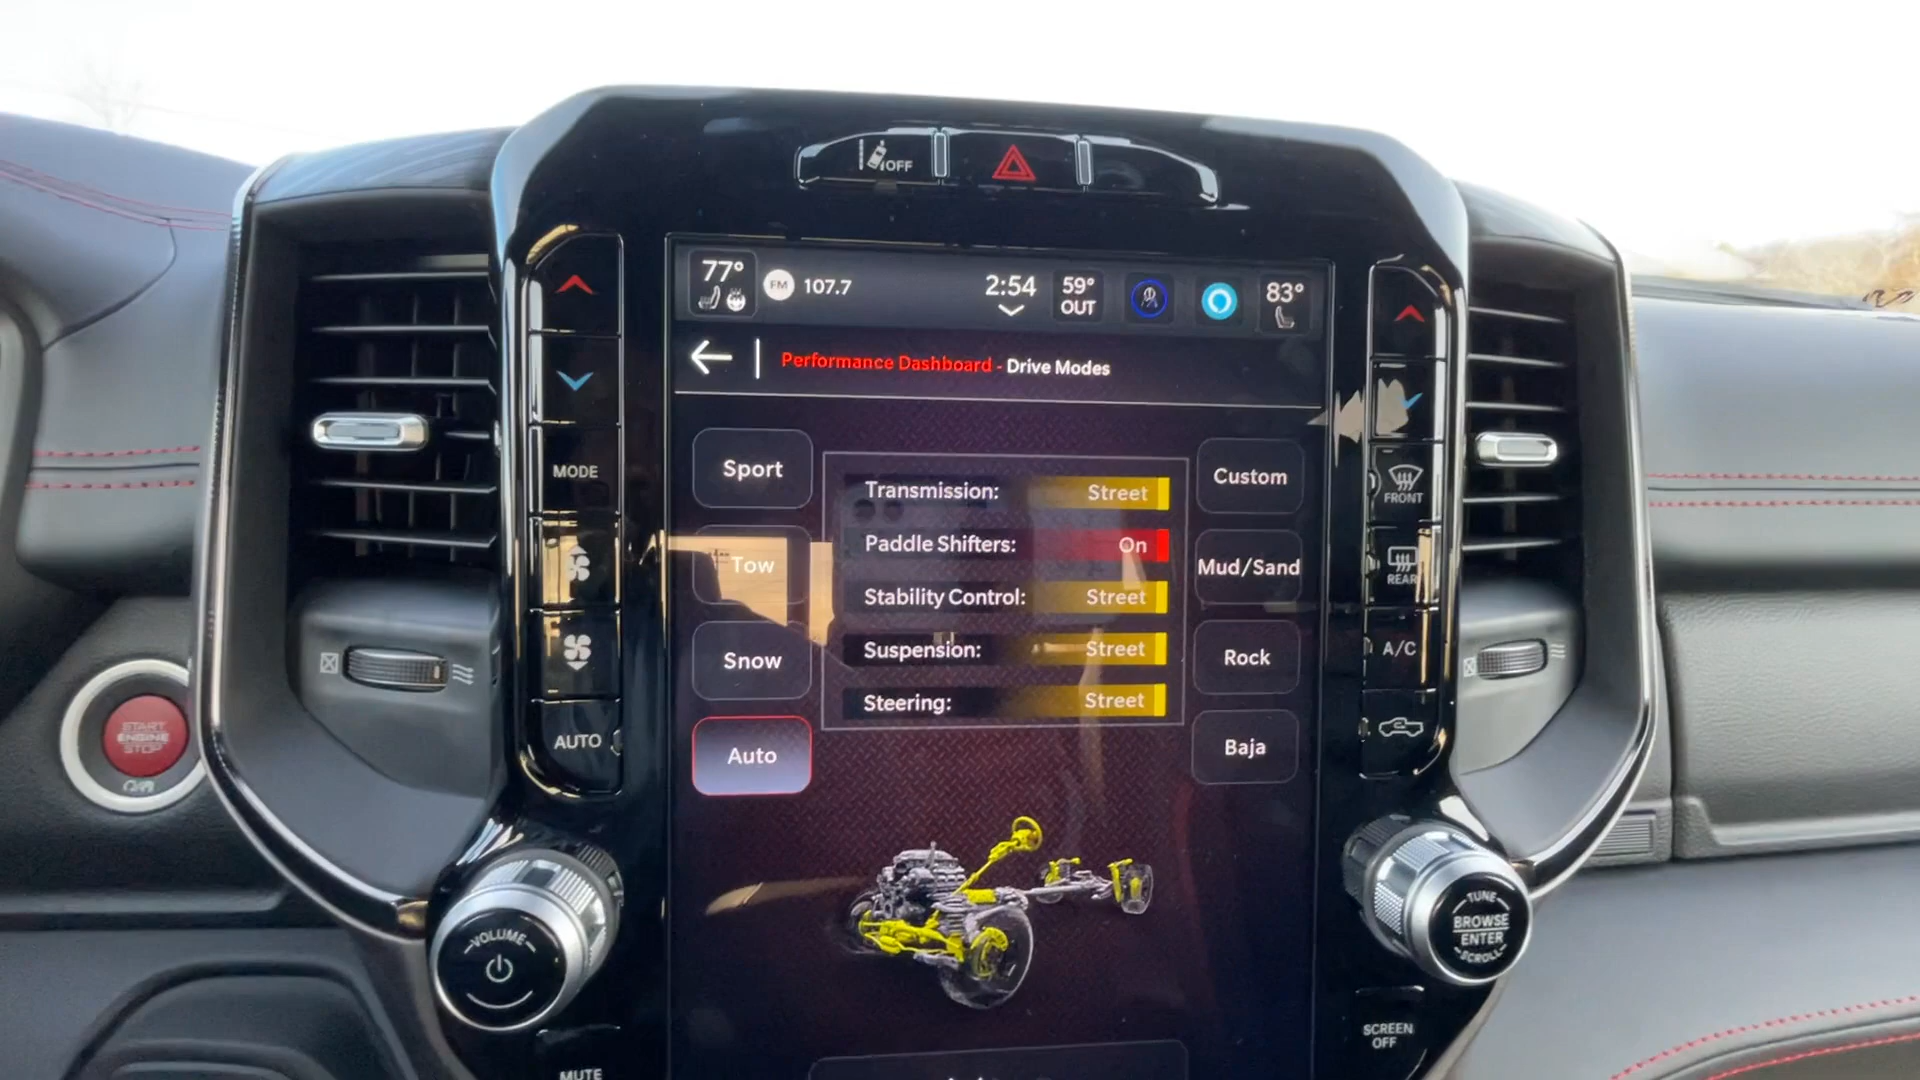 OFF
77°
FM 107.7
2:54
59°
OUT
83°
Performance Dashboard - Drive Modes
Sport
Tow
Snow
Auto
Transmission: Street
Paddle Shifters: On
Stability Control: Street
Suspension: Street
Steering: Street
Custom
Mud/Sand
Rock
Baja
MODE
AUTO
FRONT
REAR
A/C
START
ENGINE
STOP
VOLUME
TUNE
BROWSE
ENTER
SCROLL
SCREEN
OFF
MUTE